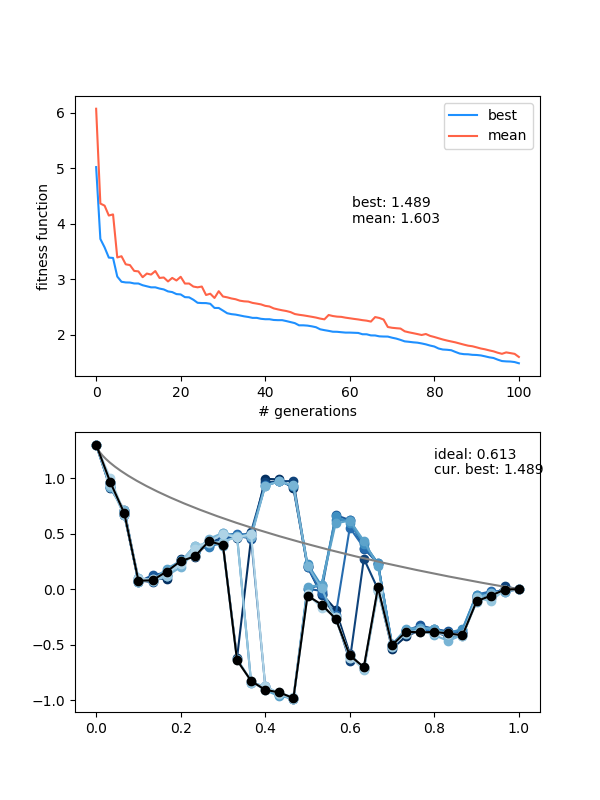 6
5
4
3
2
fitness function
best
mean
best: 1.489
mean: 1.603
0
20
40
60
80
100
# generations
ideal: 0.613
cur. best: 1.489
1.0
0.5
0.0
−0.5
−1.0
0.0
0.2
0.4
0.6
0.8
1.0